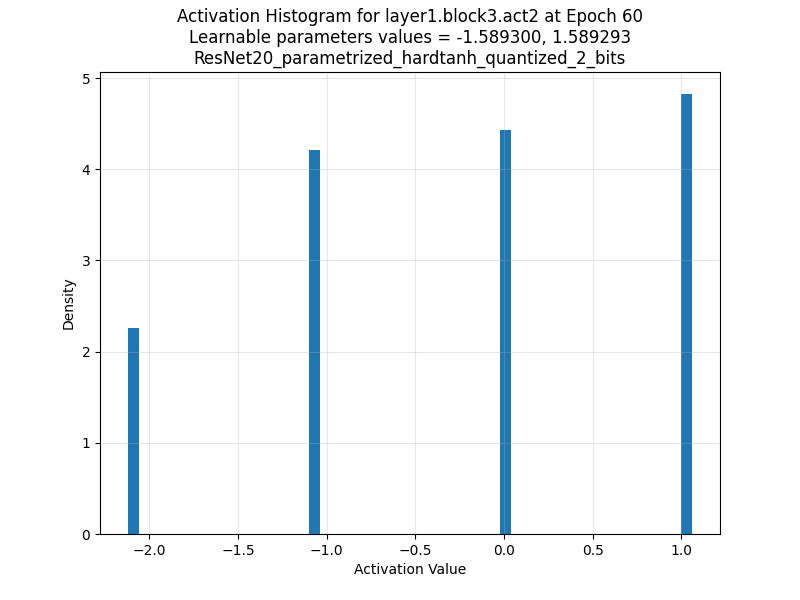 Activation Histogram for layer1.block3.act2 at Epoch 60
Learnable parameters values = -1.589300, 1.589293
ResNet20_parametrized_hardtanh_quantized_2_bits
5
4
3
2
1
0
Density
−2.0 −1.5 −1.0 −0.5 0.0 0.5 1.0
Activation Value